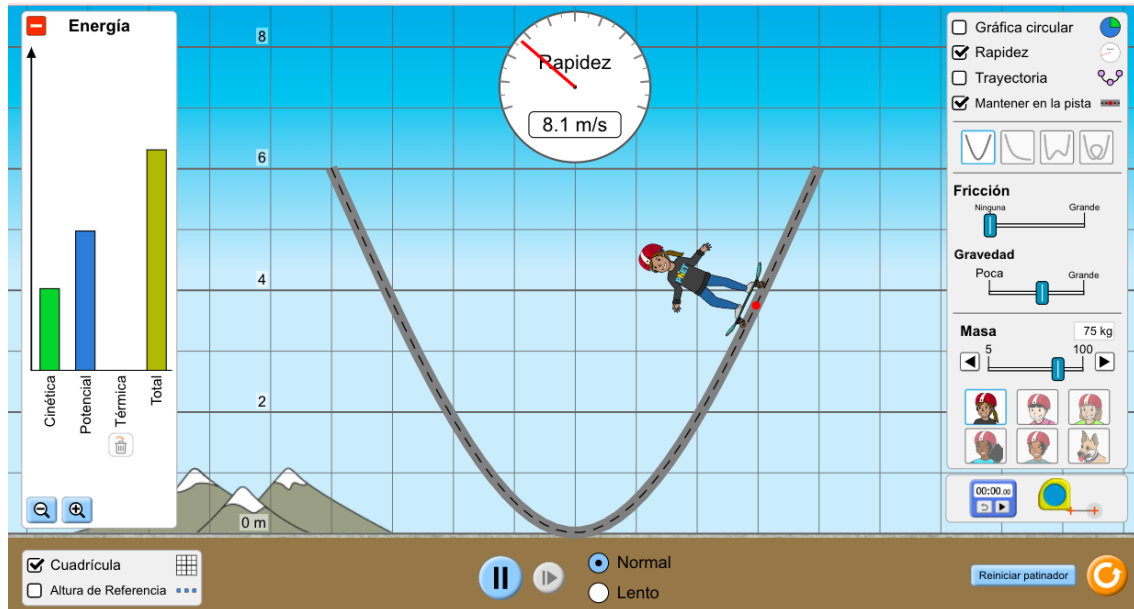 Energía
Cinética
Potencial
Térmica
Total
8
6
4
2
0 m
Rapidez
8.1 m/s
PhET
Gráfica circular
Rapidez
Trayectoria
Mantener en la pista
Fricción
Ninguna
Grande
Gravedad
Poca
Grande
Masa
75 kg
5
100
00:00.00
Cuadrícula
Altura de Referencia
Normal
Lento
Reiniciar patinador